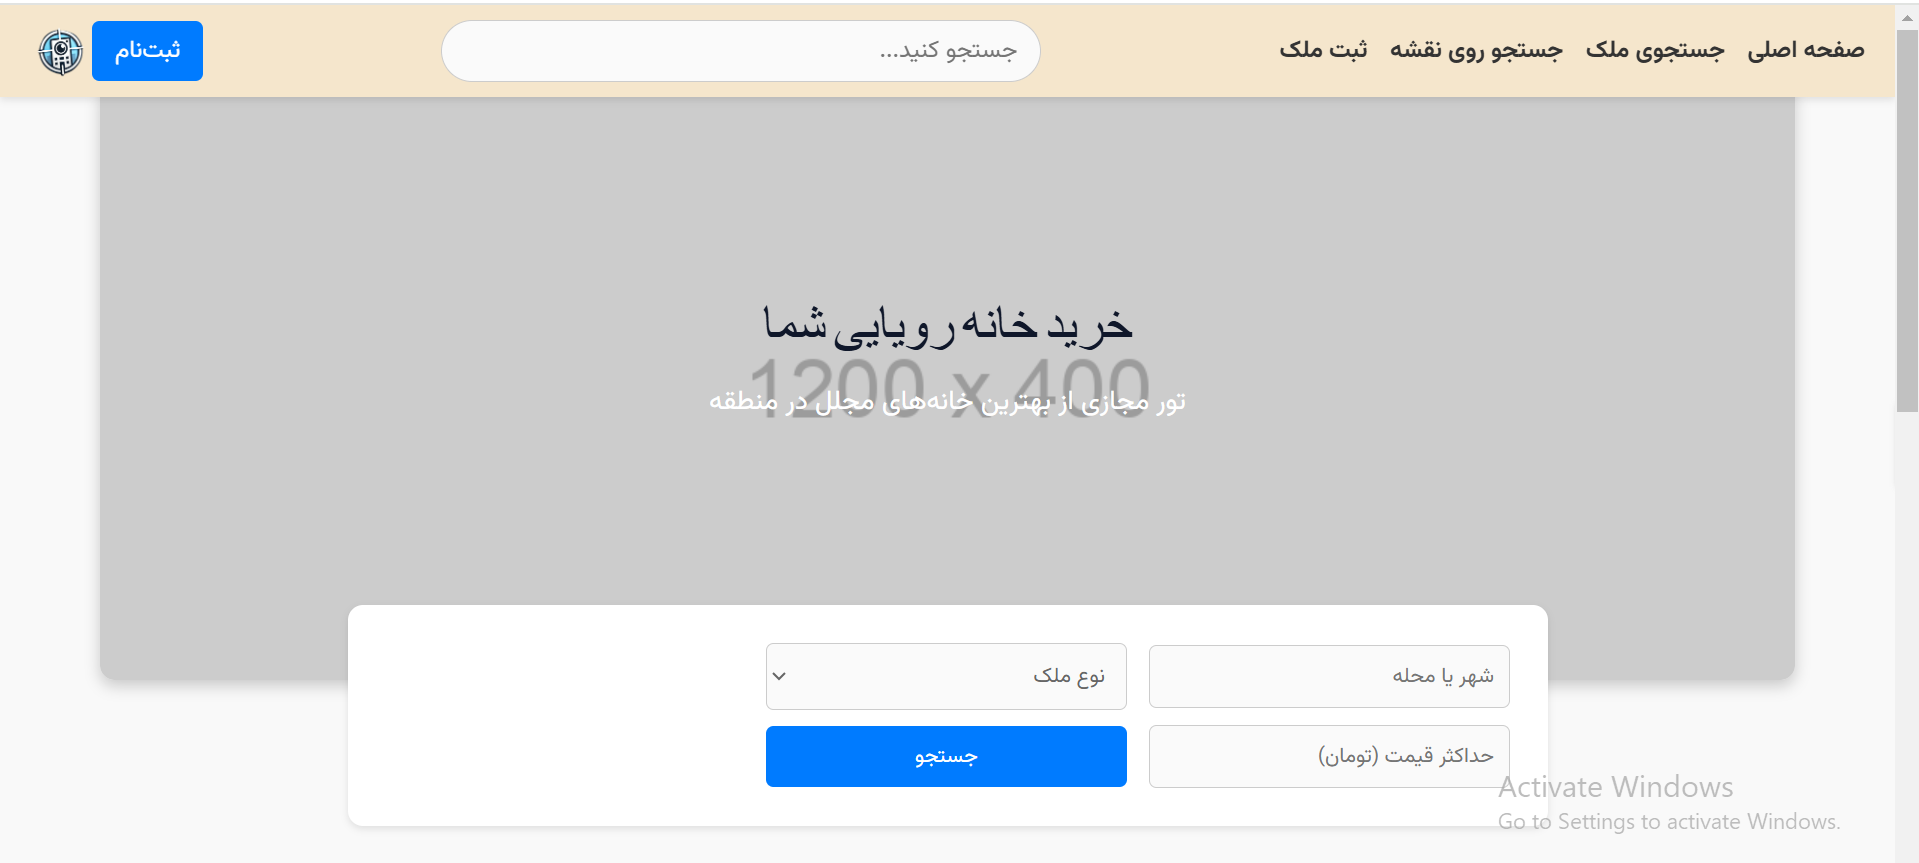 صفحه اصلی جستجوی ملک جستجو روی نقشه ثبت ملک
جستجو کنید...
ثبت‌نام
خرید خانه رویایی شما
1200 x 400
تور مجازی از بهترین خانه‌های مجلل در منطقه
شهر یا محله
نوع ملک
حداکثر قیمت (تومان)
جستجو
Activate Windows
Go to Settings to activate Windows.